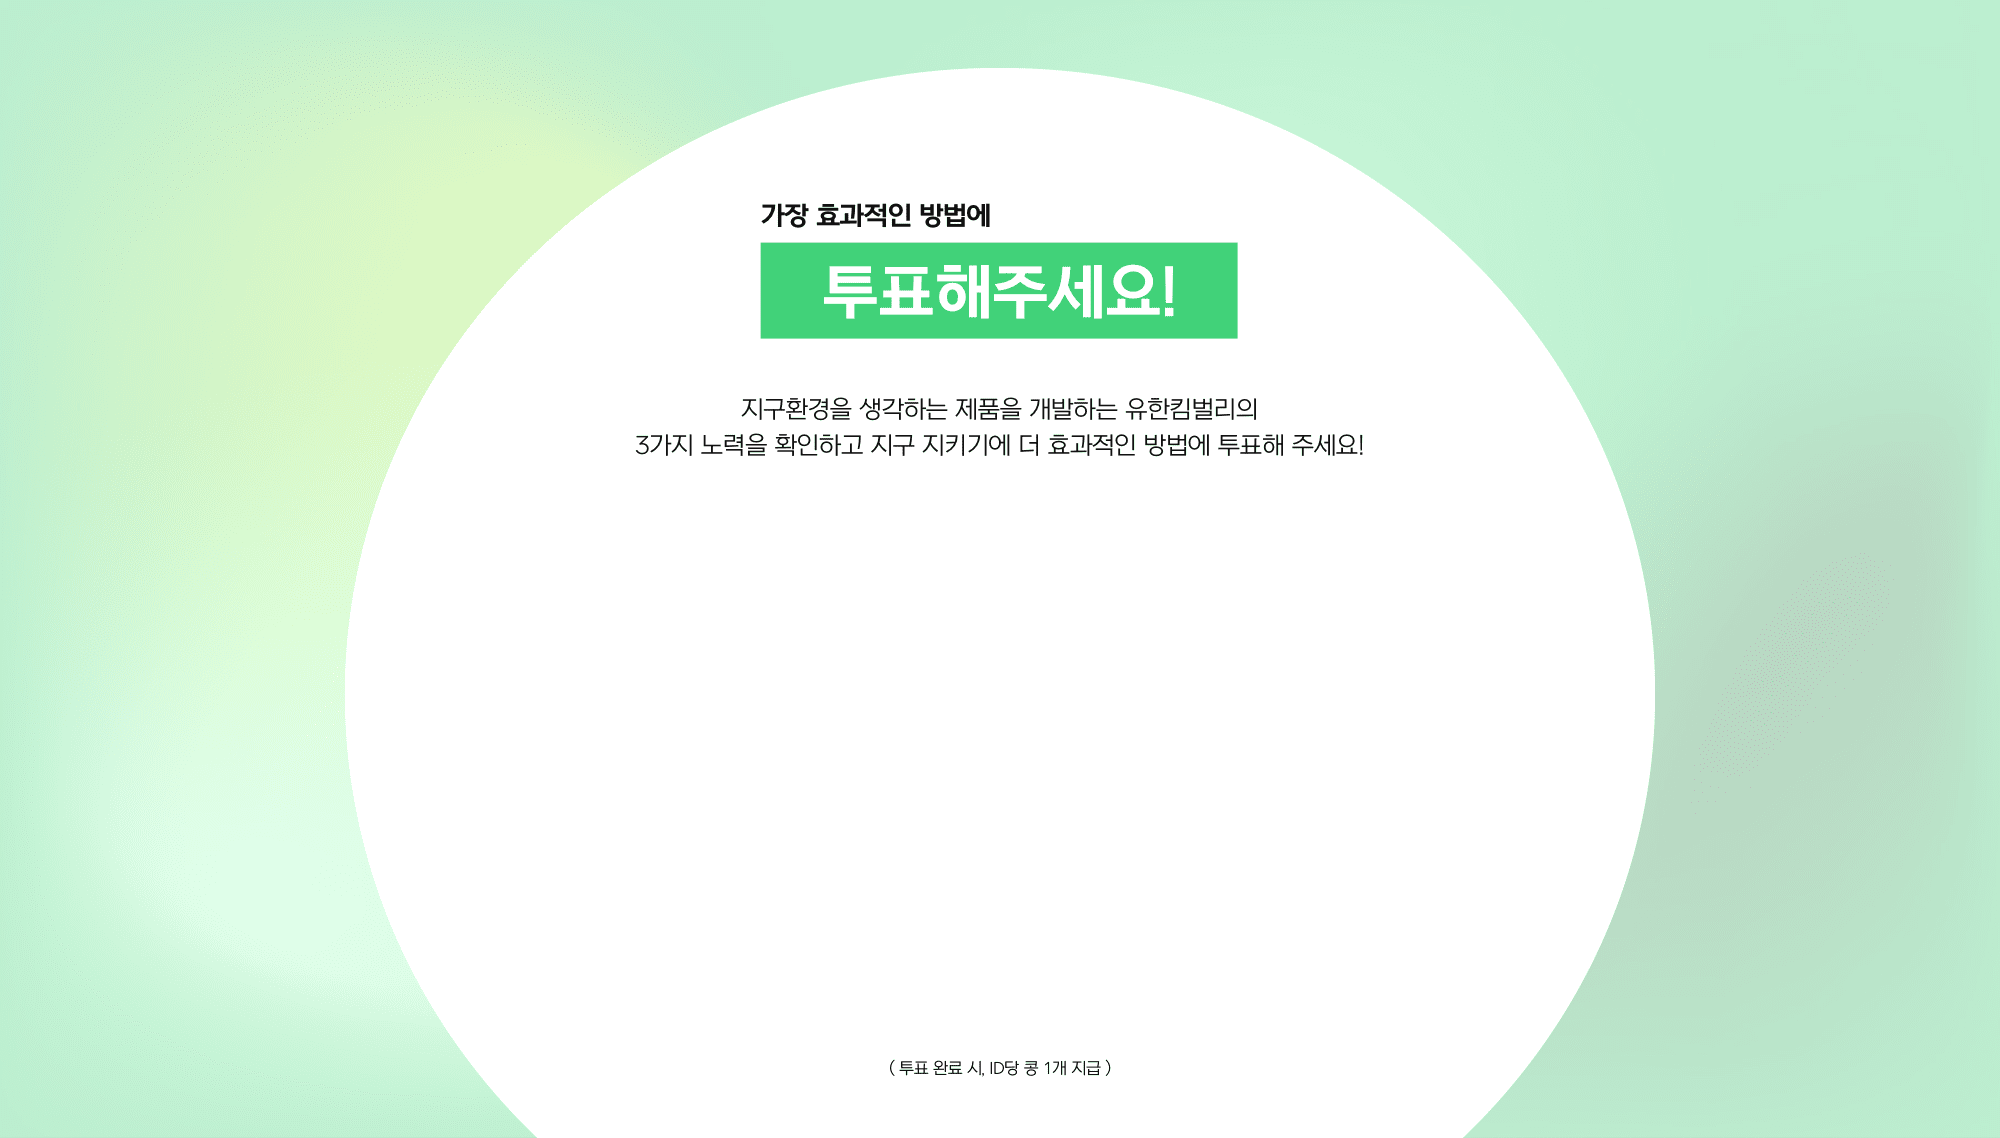 가장 효과적인 방법에
투표해주세요!
지구환경을 생각하는 제품을 개발하는 유한킴벌리의
3가지 노력을 확인하고 지구 지키기에 더 효과적인 방법에 투표해 주세요!
( 투표 완료 시, ID당 콩 1개 지급 )